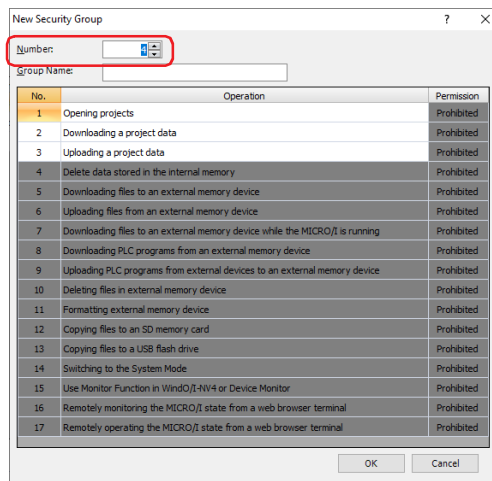 New Security Group ? ×
Number: 4
Group Name:
No. Operation Permission
1 Opening projects Prohibited
2 Downloading a project data Prohibited
3 Uploading a project data Prohibited
4 Delete data stored in the internal memory Prohibited
5 Downloading files to an external memory device Prohibited
6 Uploading files from an external memory device Prohibited
7 Downloading files to an external memory device while the MICRO/I is running Prohibited
8 Downloading PLC programs from an external memory device Prohibited
9 Uploading PLC programs from external devices to an external memory device Prohibited
10 Deleting files in external memory device Prohibited
11 Formatting external memory device Prohibited
12 Copying files to an SD memory card Prohibited
13 Copying files to a USB flash drive Prohibited
14 Switching to the System Mode Prohibited
15 Use Monitor Function in WindO/I-NV4 or Device Monitor Prohibited
16 Remotely monitoring the MICRO/I state from a web browser terminal Prohibited
17 Remotely operating the MICRO/I state from a web browser terminal Prohibited
OK Cancel